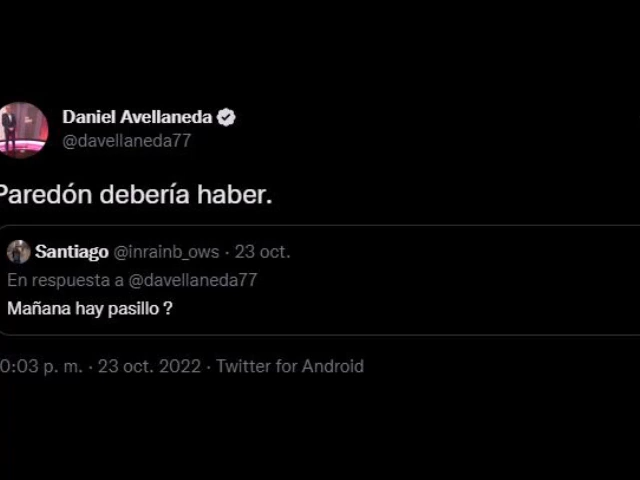 Daniel Avellaneda
@davellaneda77
Paredón debería haber.
Santiago @inrainb_ows · 23 oct.
En respuesta a @davellaneda77
Mañana hay pasillo ?
0:03 p. m. · 23 oct. 2022 · Twitter for Android